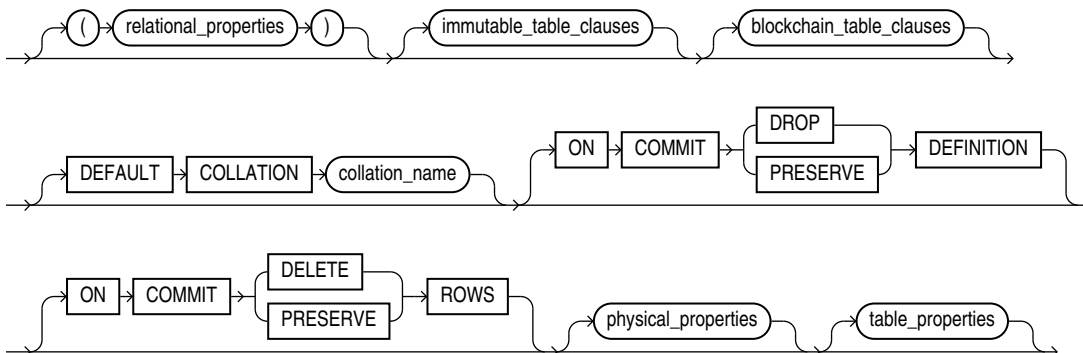 ( relational_properties ) immutable_table_clauses blockchain_table_clauses
DROP
DEFAULT COLLATION collation_name ON COMMIT DEFINITION
PRESERVE
DELETE
ON COMMIT ROWS physical_properties table_properties
PRESERVE